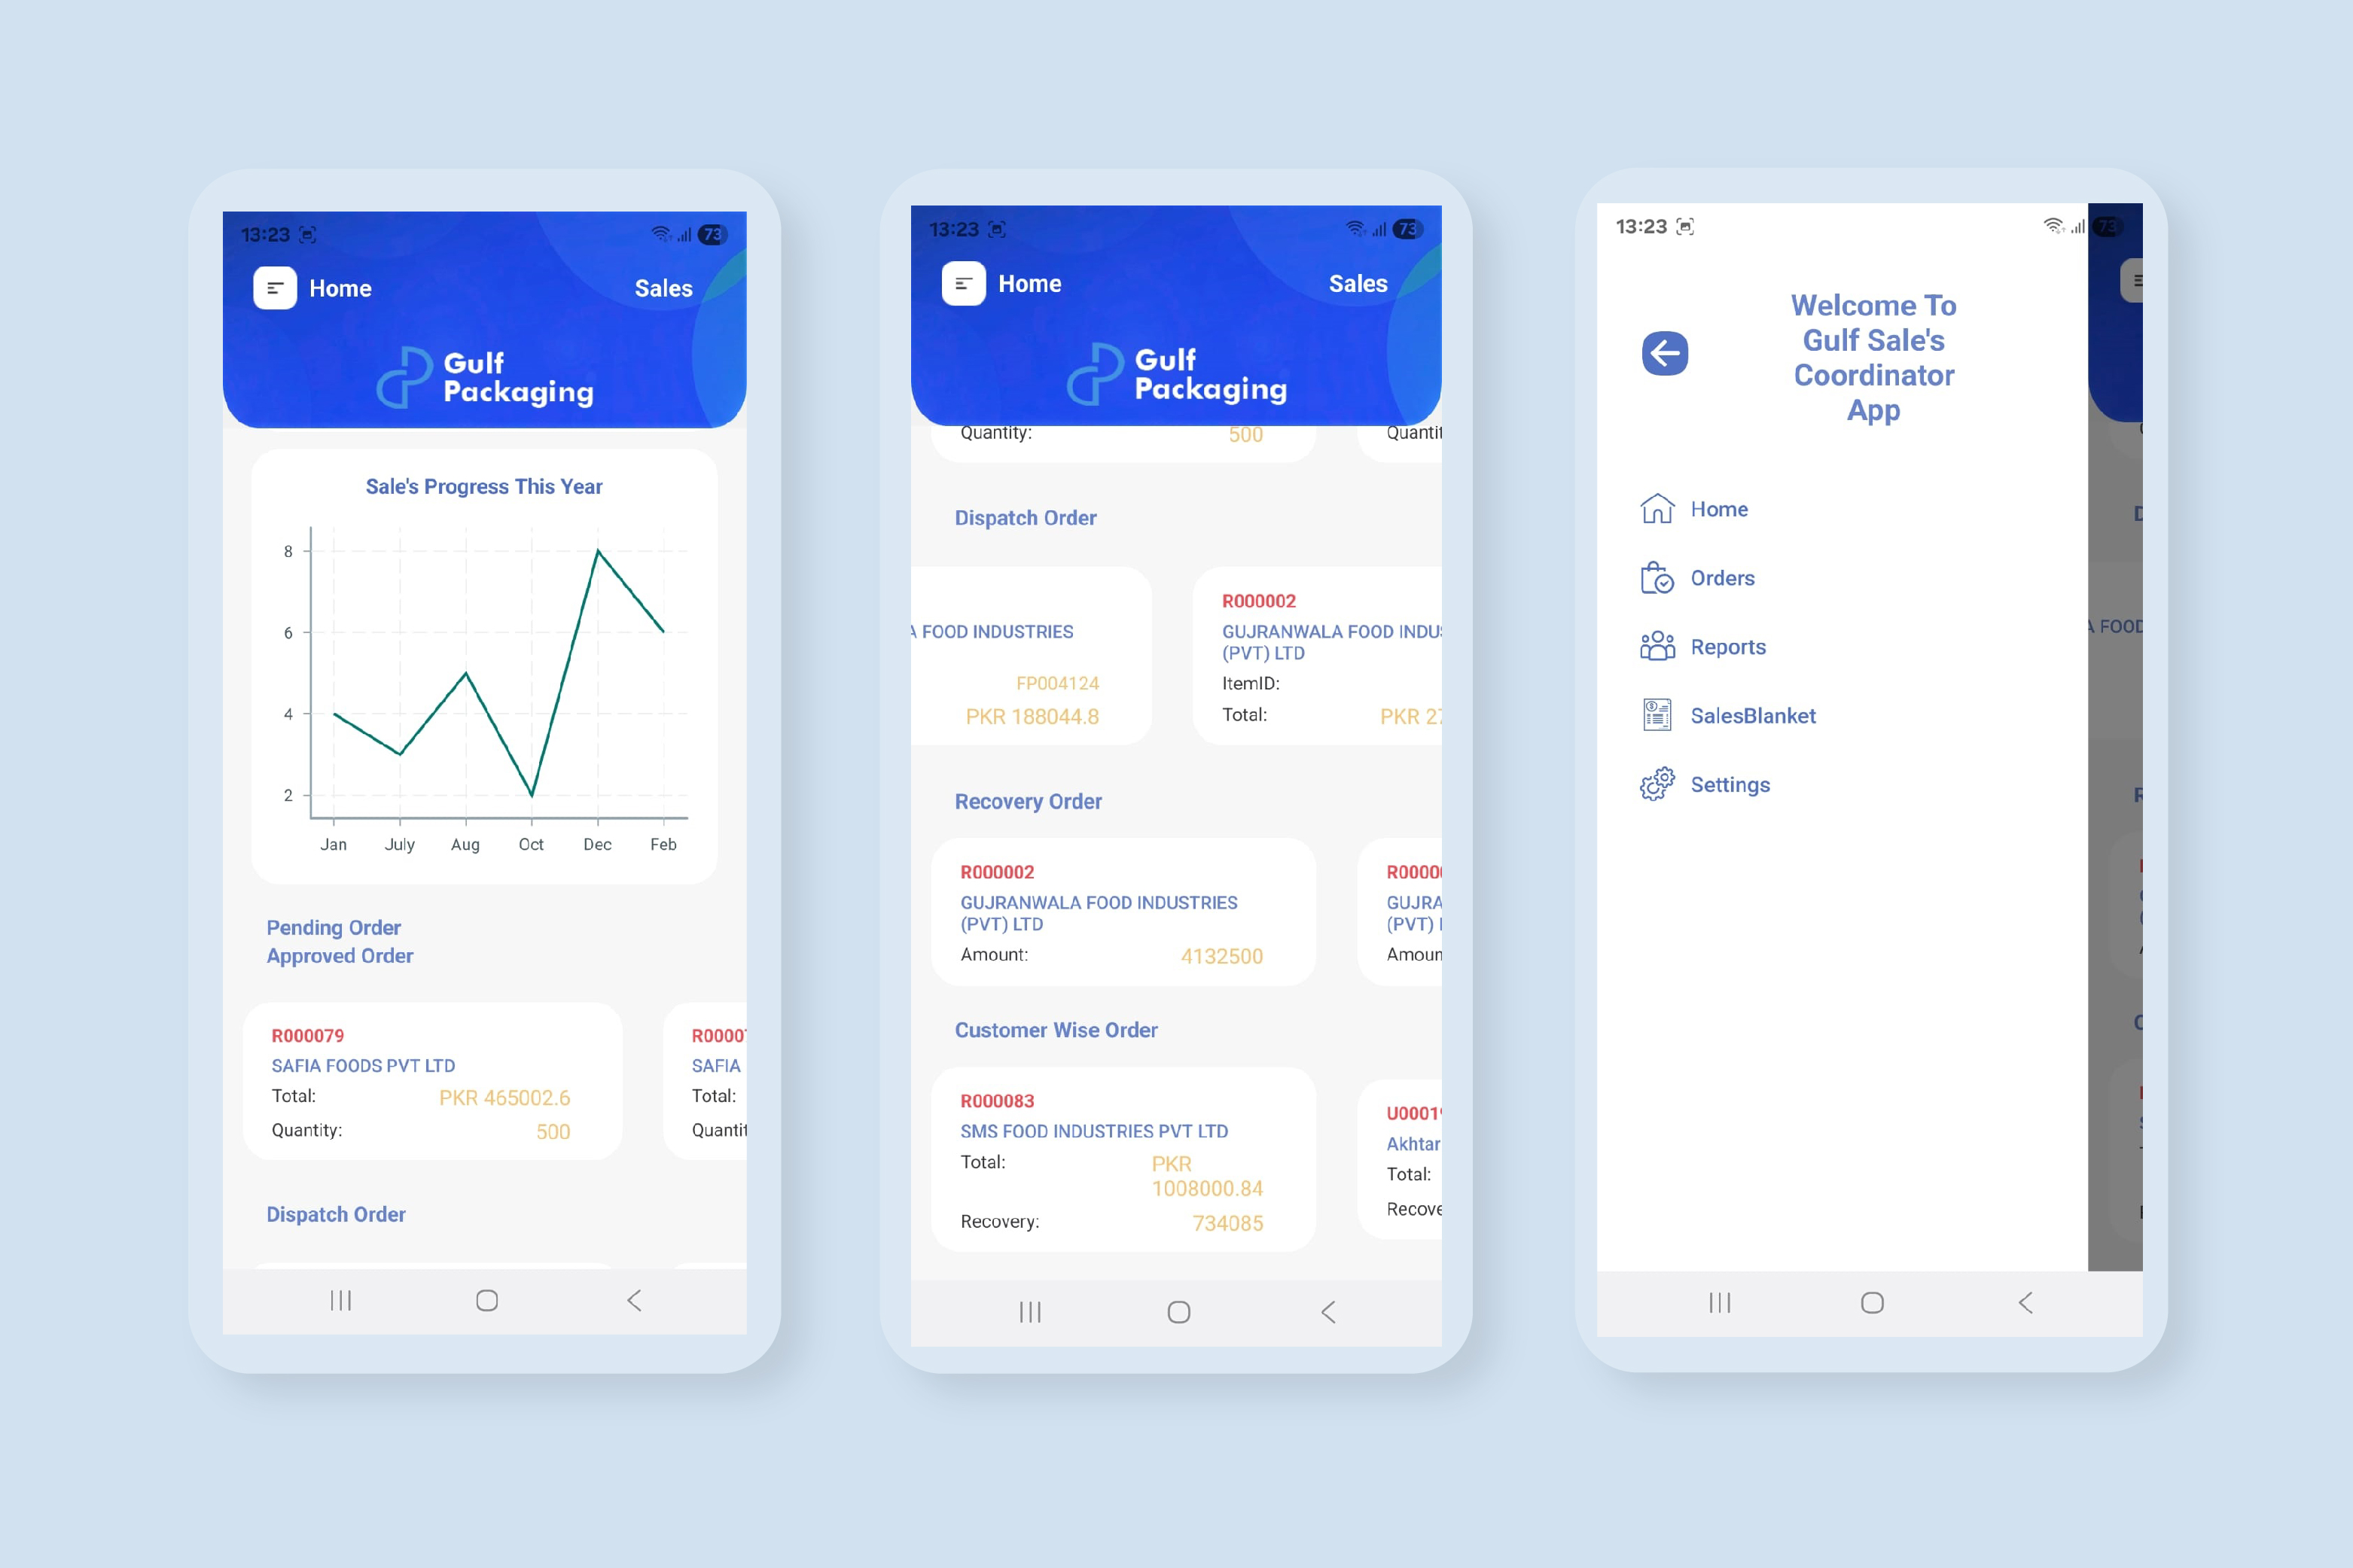 13:23
73
Home
Sales
Gulf
Packaging
Sale's Progress This Year
8
6
4
2
Jan July Aug Oct Dec Feb
Pending Order
Approved Order
R000079
SAFIA FOODS PVT LTD
Total: PKR 465002.6
Quantity: 500
R0000
SAFIA
Total:
Quantit
Dispatch Order
13:23
73
Home
Sales
Gulf
Packaging
Quantity: 500
Quantit
Dispatch Order
A FOOD INDUSTRIES
FP004124
PKR 188044.8
R000002
GUJRANWALA FOOD INDUS
(PVT) LTD
ItemID:
Total: PKR 27
Recovery Order
R000002
GUJRANWALA FOOD INDUSTRIES
(PVT) LTD
Amount: 4132500
R0000
GUJRA
(PVT)
Amoun
Customer Wise Order
R000083
SMS FOOD INDUSTRIES PVT LTD
Total: PKR
1008000.84
Recovery: 734085
U0001
Akhtar
Total:
Recove
13:23
73
Welcome To
Gulf Sale's
Coordinator
App
Home
Orders
Reports
SalesBlanket
Settings
A FOOD